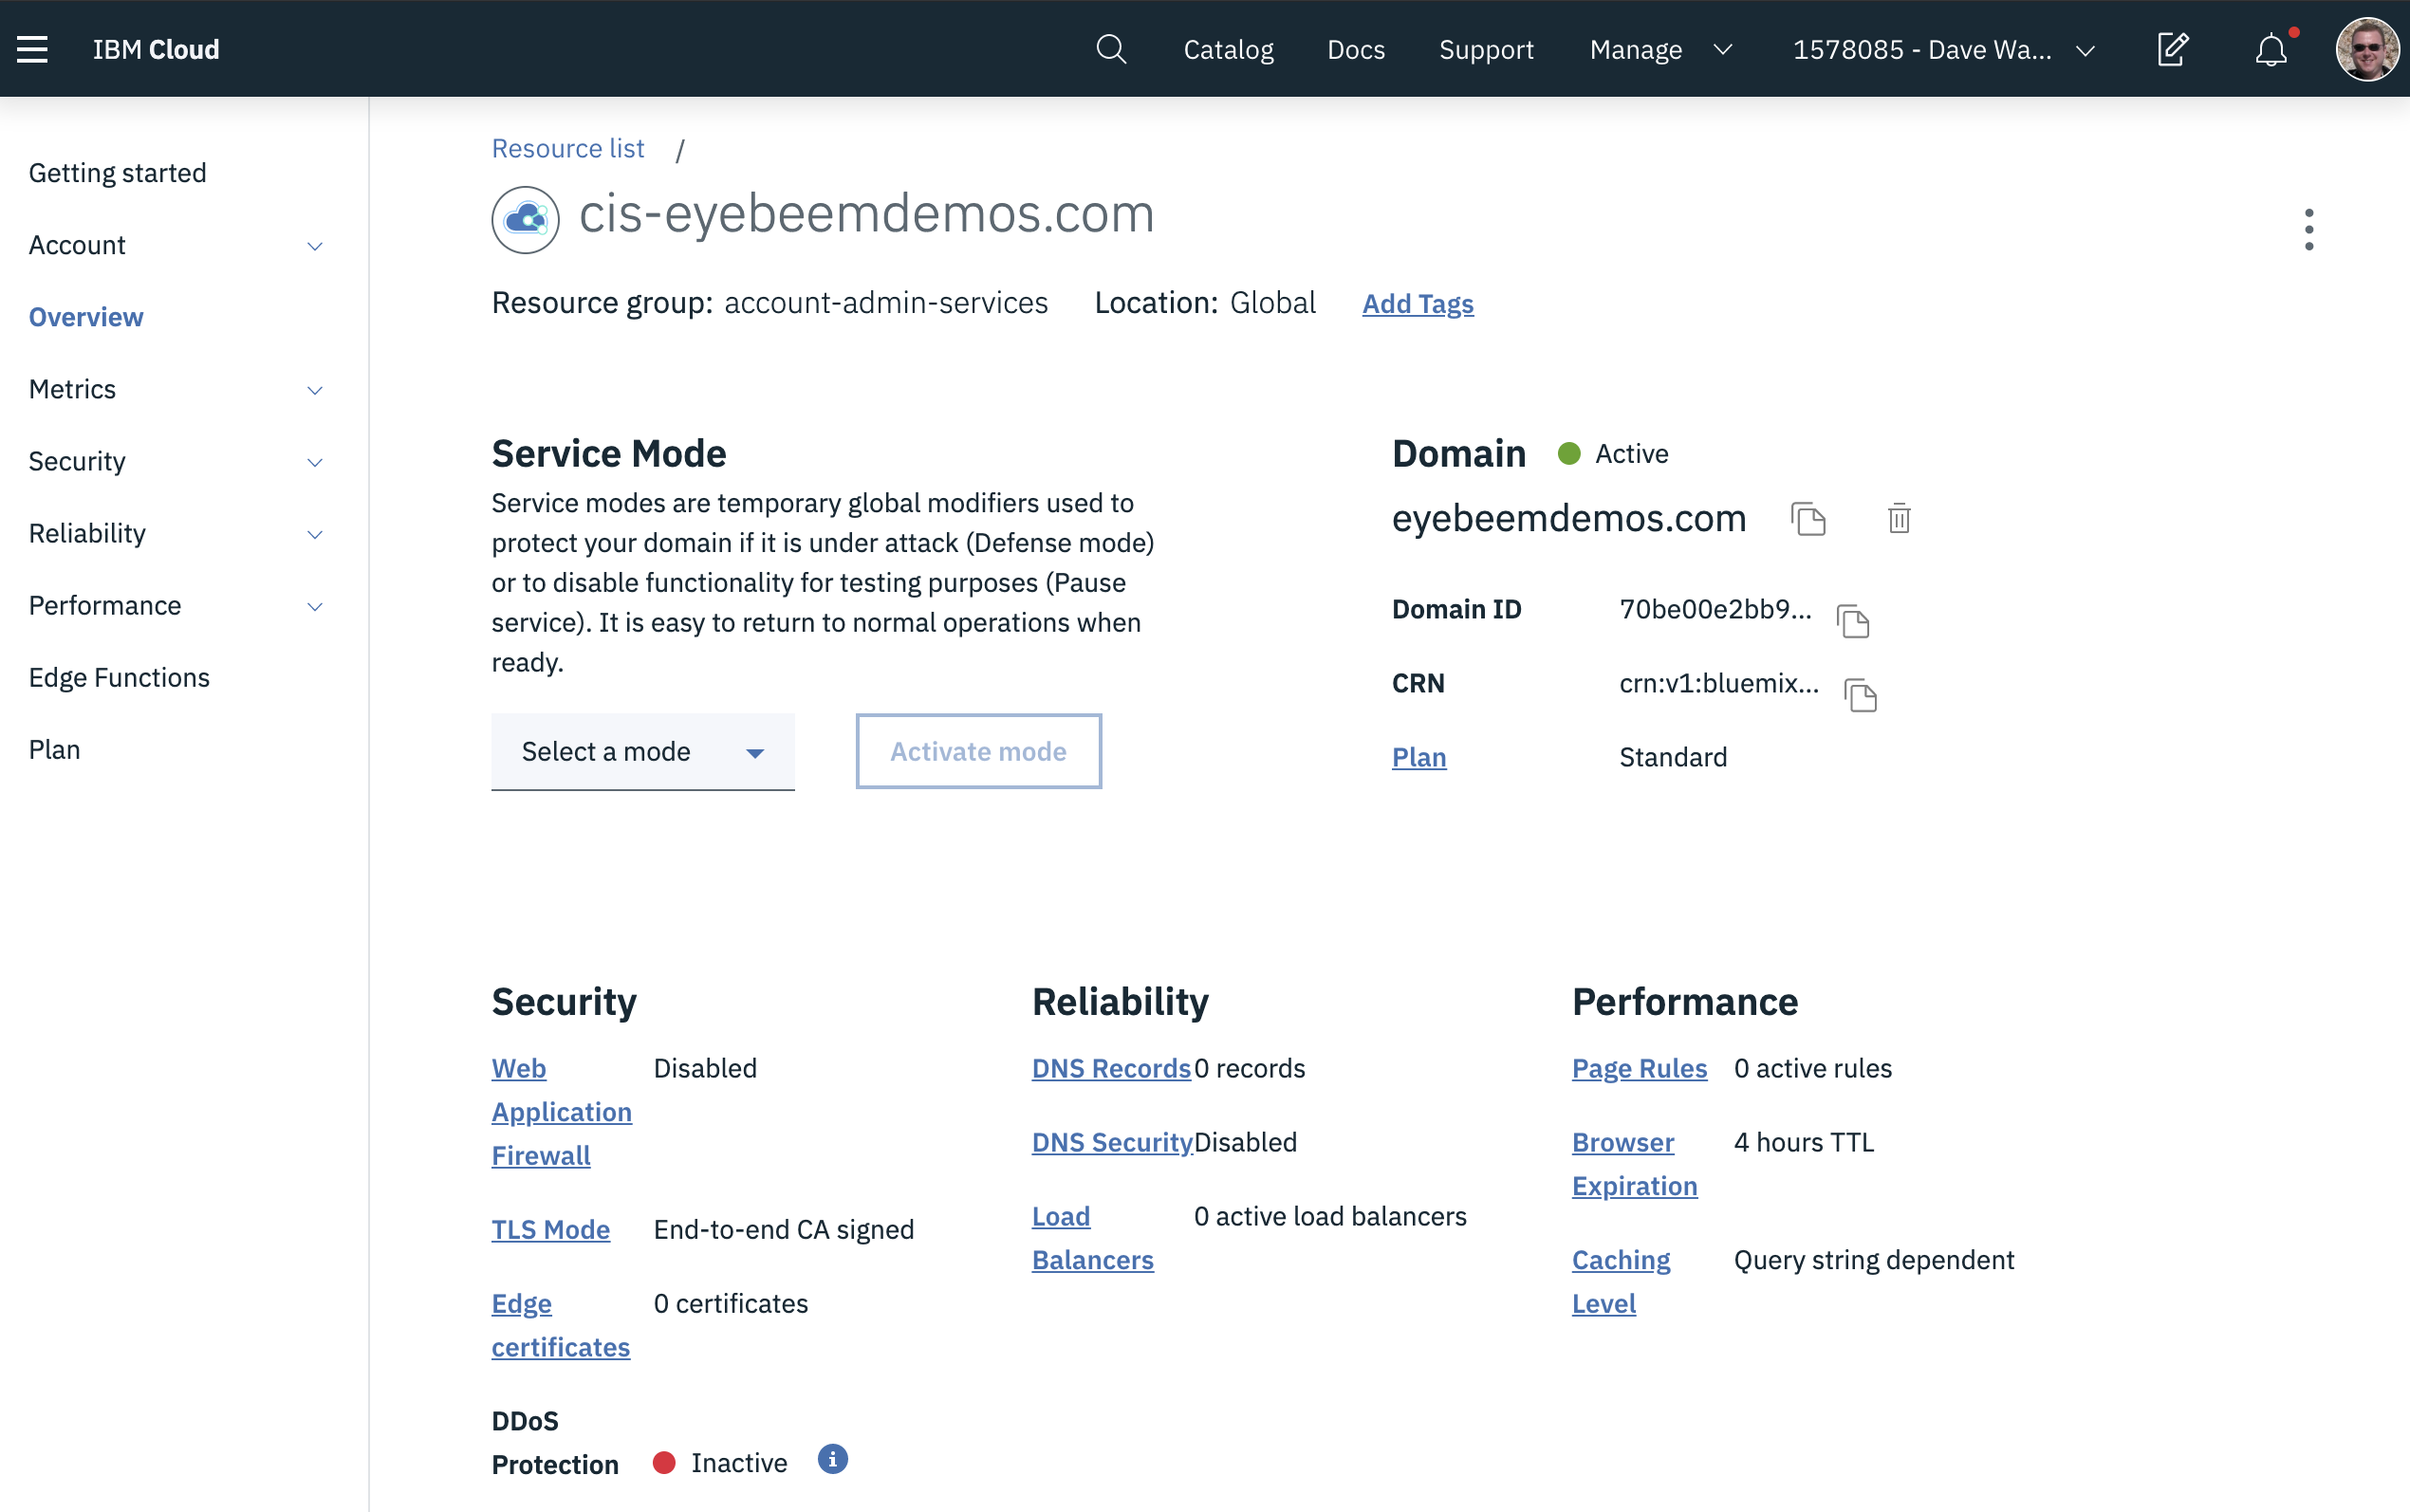 IBM Cloud
Catalog
Docs
Support
Manage
1578085 - Dave Wa...
Getting started
Account
Overview
Metrics
Security
Reliability
Performance
Edge Functions
Plan
Resource list /
cis-eyebeemdemos.com
Resource group: account-admin-services Location: Global Add Tags
Service Mode
Service modes are temporary global modifiers used to
protect your domain if it is under attack (Defense mode)
or to disable functionality for testing purposes (Pause
service). It is easy to return to normal operations when
ready.
Select a mode
Activate mode
Domain Active
eyebeemdemos.com
Domain ID 70be00e2bb9...
CRN crn:v1:bluemix...
Plan Standard
Security
Web Disabled
Application
Firewall
TLS Mode End-to-end CA signed
Edge 0 certificates
certificates
DDoS
Protection Inactive
Reliability
DNS Records 0 records
DNS Security Disabled
Load 0 active load balancers
Balancers
Performance
Page Rules 0 active rules
Browser 4 hours TTL
Expiration
Caching Query string dependent
Level